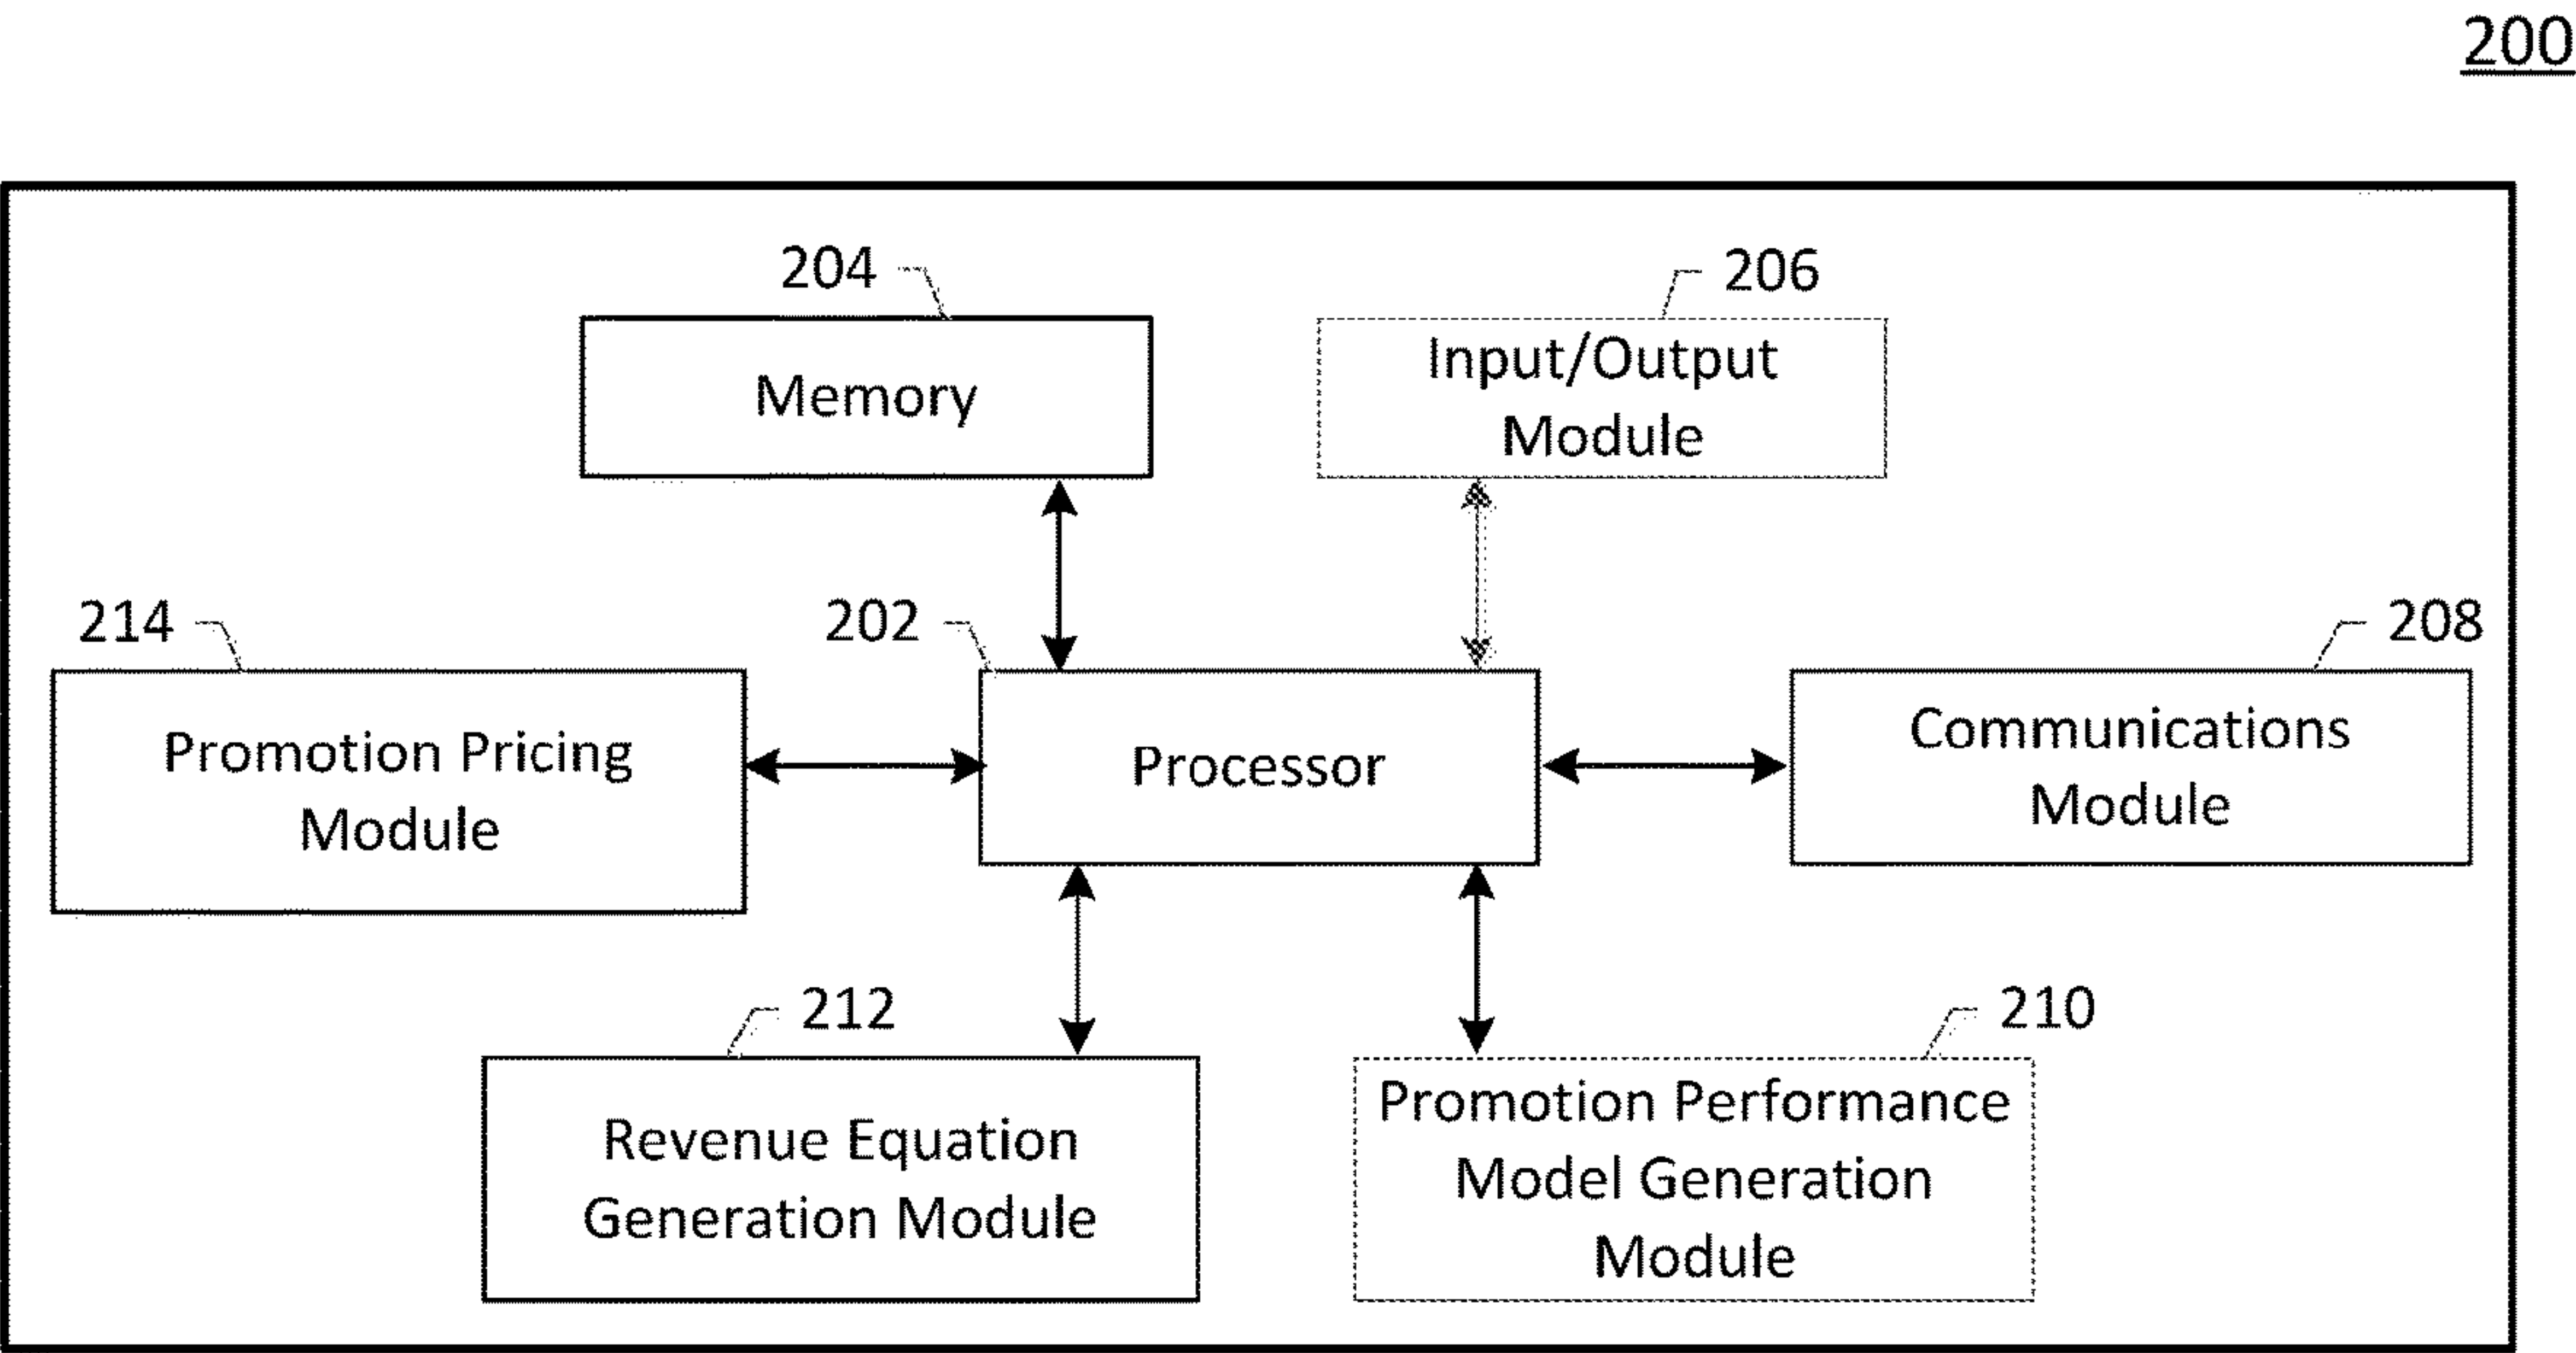 200
204
206
Memory
Input/Output
Module
214
202
208
Promotion Pricing
Module
Processor
Communications
Module
212
210
Revenue Equation
Generation Module
Promotion Performance
Model Generation
Module